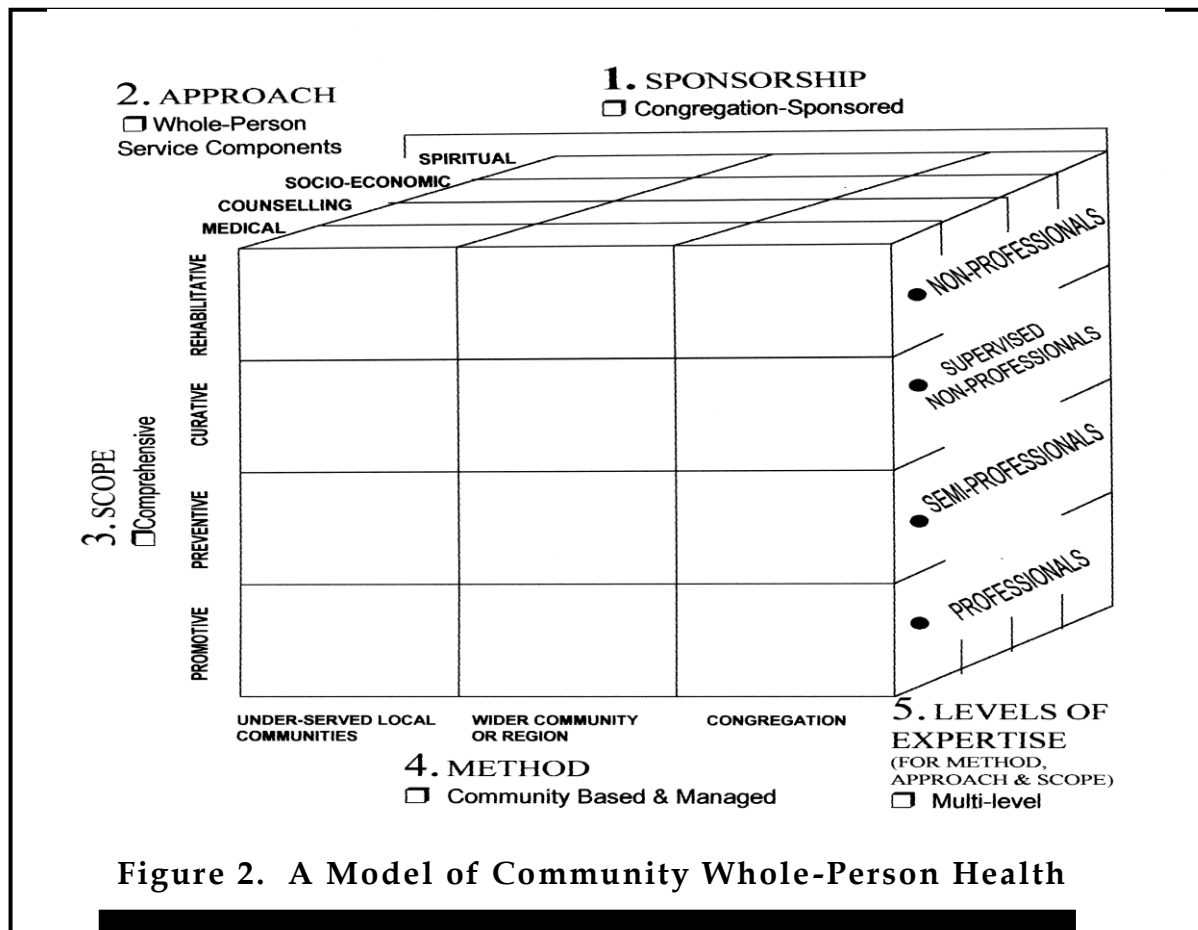 1. SPONSORSHIP
❒ Congregation-Sponsored
2. APPROACH
❒ Whole-Person
Service Components
SPIRITUAL
SOCIO-ECONOMIC
COUNSELLING
MEDICAL
3. SCOPE
❒ Comprehensive
REHABILITATIVE
CURATIVE
PREVENTIVE
PROMOTIVE
NON-PROFESSIONALS
SUPERVISED
NON-PROFESSIONALS
SEMI-PROFESSIONALS
PROFESSIONALS
UNDER-SERVED LOCAL
COMMUNITIES
WIDER COMMUNITY
OR REGION
CONGREGATION
4. METHOD
❒ Community Based & Managed
5. LEVELS OF
EXPERTISE
(FOR METHOD,
APPROACH & SCOPE)
❒ Multi-level
Figure 2. A Model of Community Whole-Person Health